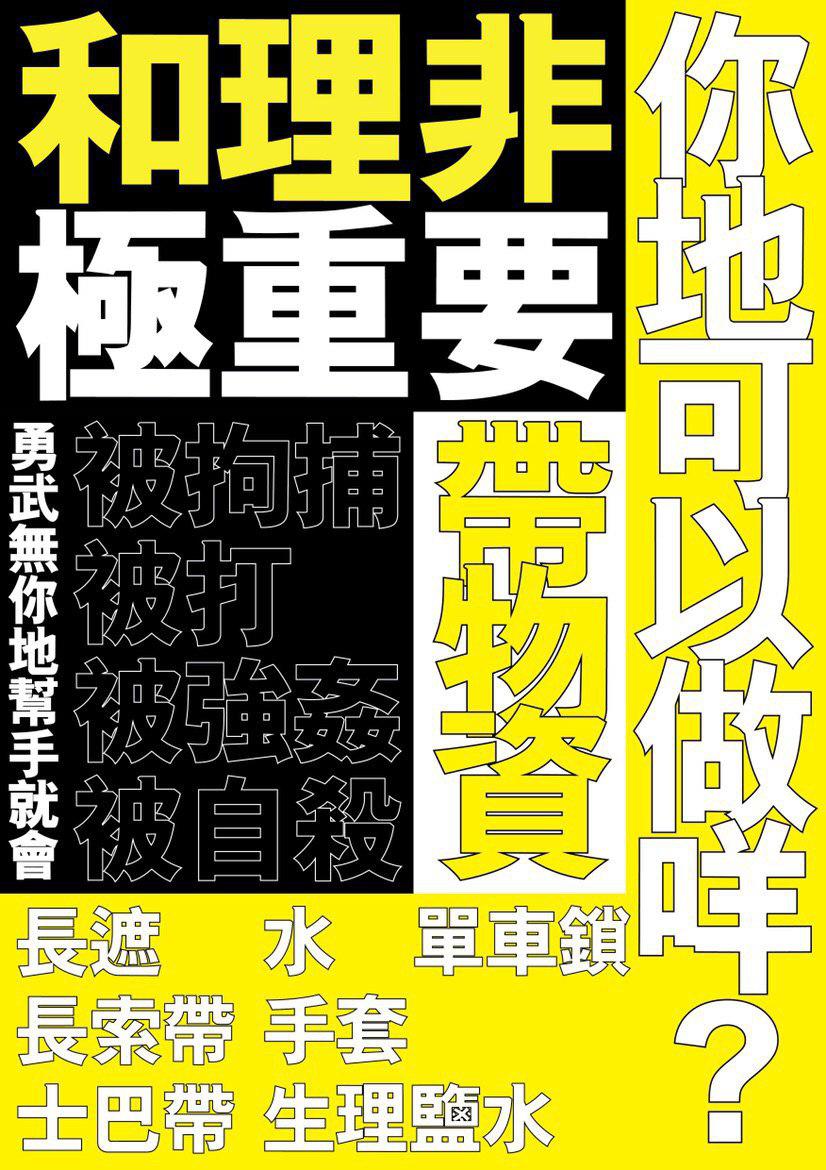 和理非
極重要
你地可以做咩？
勇武無你地幫手就會
被拘捕
被打
被強姦
被自殺
帶物資
長遮 水 單車鎖
長索帶 手套
士巴帶 生理鹽水